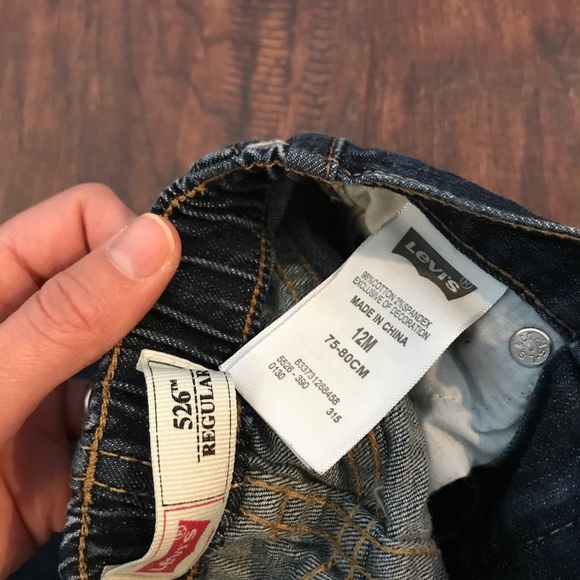 LEVI'S®
98%COTTON 2%SPANDEX
EXCLUSIVE OF DECORATION
MADE IN CHINA
12M
75-80CM
633731288458
5526 - 390 315
0130
526™
REGULAR
LEVI'S®